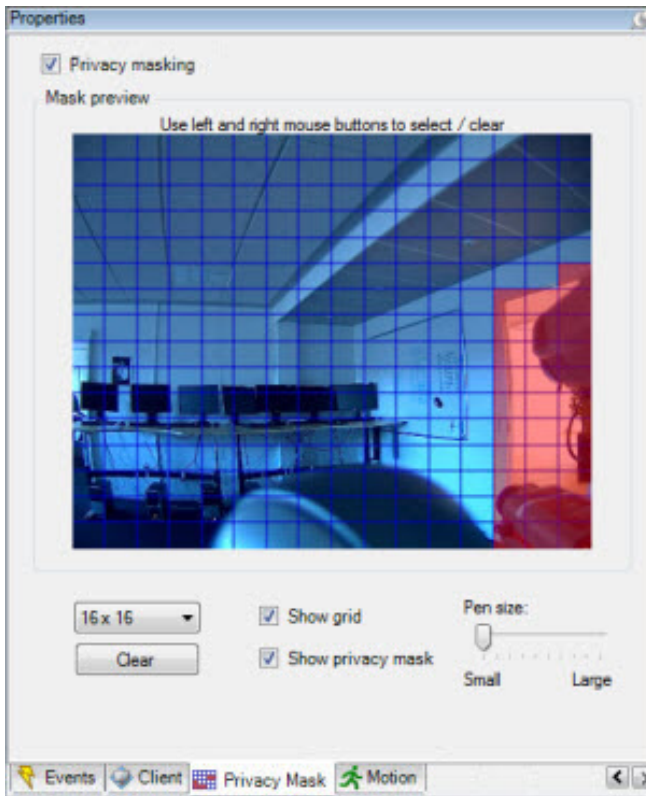 Properties
Privacy masking
Mask preview
Use left and right mouse buttons to select / clear
16 x 16
Show grid
Pen size:
Clear
Show privacy mask
Small Large
Events Client Privacy Mask Motion